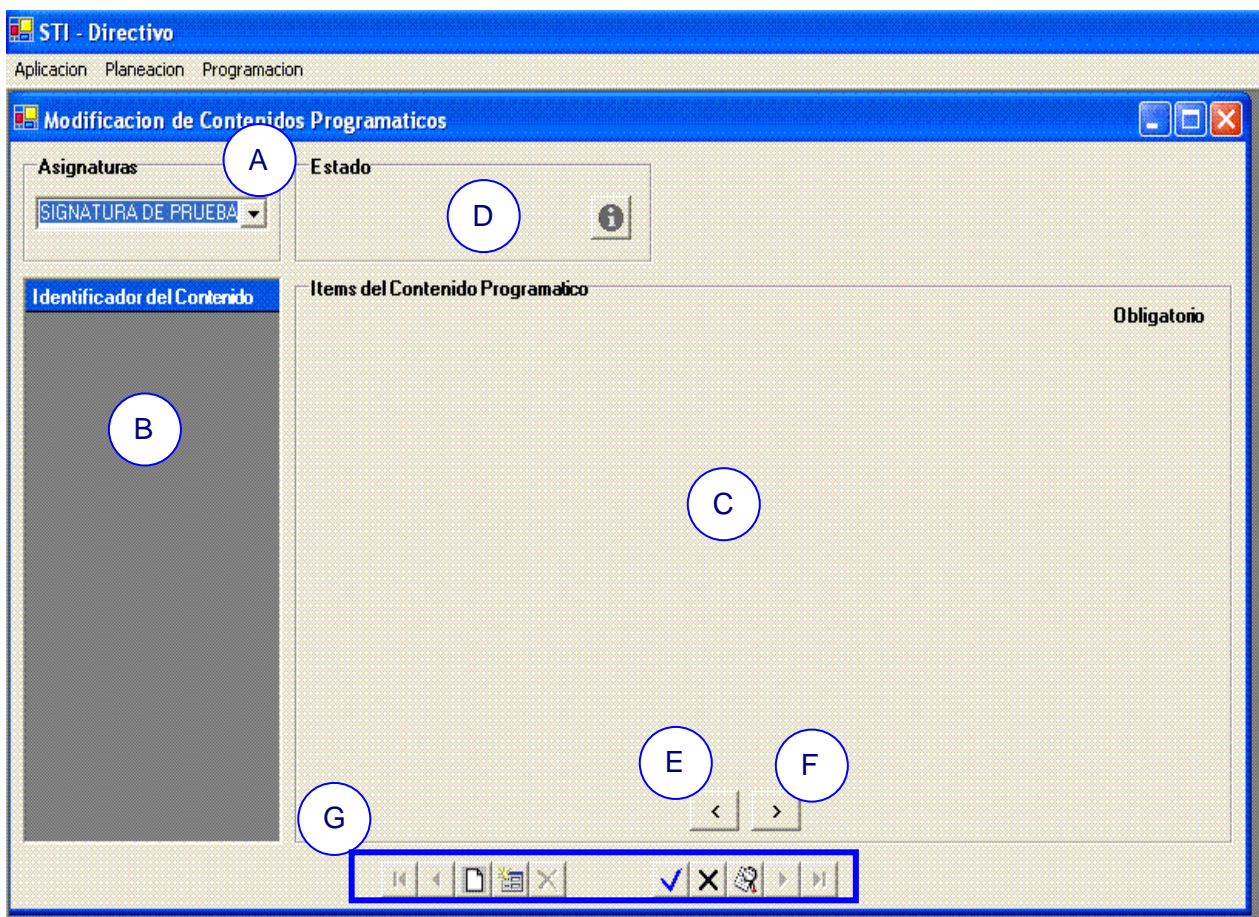 STI - Directivo
Aplicacion Planeacion Programacion
Modificacion de Contenidos Programaticos
A
Asignaturas
Estado
SIGNATURA DE PRUEBA
D
Identificador del Contenido
Items del Contenido Programatico
Obligatorio
B
C
E
F
< >
G